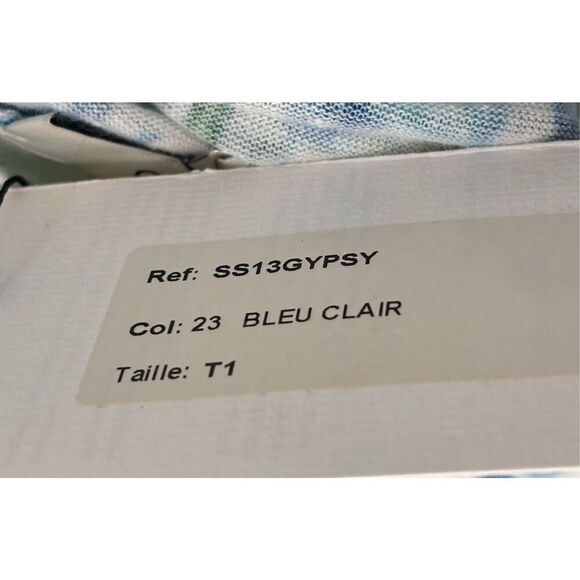 Ref: SS13GYPSY
Col: 23 BLEU CLAIR
Taille: T1